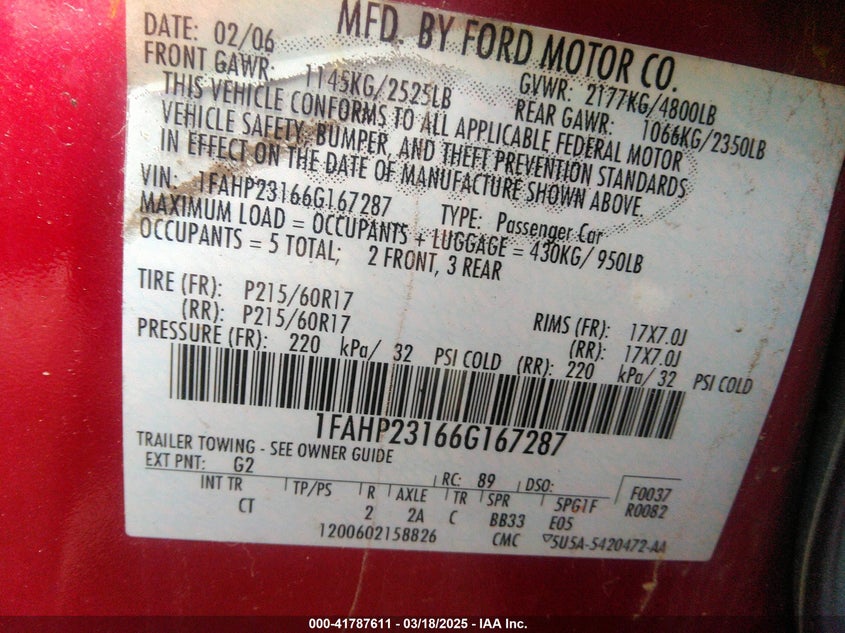 MFD. BY FORD MOTOR CO.
DATE: 02/06 GVWR: 2177KG/4800LB
FRONT GAWR: 1145KG/2525LB REAR GAWR: 1066KG/2350LB
THIS VEHICLE CONFORMS TO ALL APPLICABLE FEDERAL MOTOR
VEHICLE SAFETY, BUMPER, AND THEFT PREVENTION STANDARDS
IN EFFECT ON THE DATE OF MANUFACTURE SHOWN ABOVE.
VIN: 1FAHP23166G167287 TYPE: Passenger Car
MAXIMUM LOAD = OCCUPANTS + LUGGAGE = 430KG/ 950LB
OCCUPANTS = 5 TOTAL; 2 FRONT, 3 REAR
TIRE (FR): P215/60R17 RIMS (FR): 17X7.0J
(RR): P215/60R17 (RR): 17X7.0J
PRESSURE (FR): 220 kPa/ 32 PSI COLD (RR): 220 kPa/ 32 PSI COLD
1FAHP23166G167287
TRAILER TOWING - SEE OWNER GUIDE
EXT PNT: G2 RC: 89 DSO: F0037
INT TR TP/PS R AXLE TR SPR 5PG1F R0082
CT 2 2A C BB33 E05
1200602158826 CMC ▽5U5A-5420472-AA
000-41787611 - 03/18/2025 - IAA Inc.